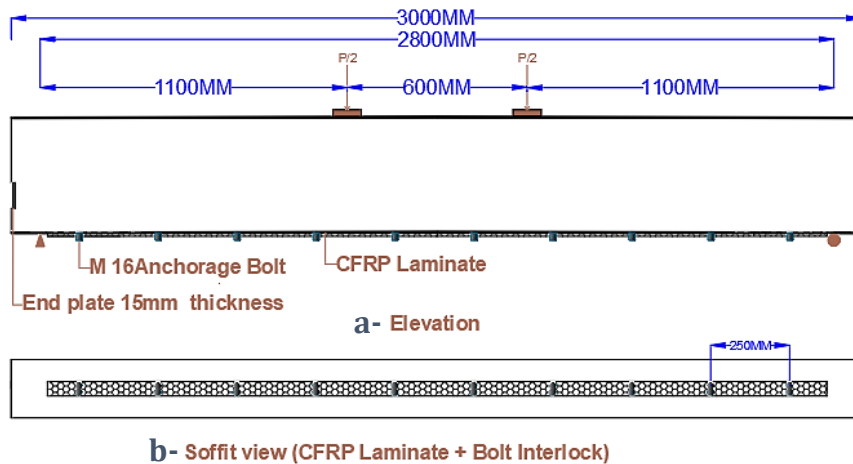 3000MM
2800MM
P/2 P/2
1100MM 600MM 1100MM
M 16Anchorage Bolt CFRP Laminate
End plate 15mm thickness
a- Elevation
250MM
b- Soffit view (CFRP Laminate + Bolt Interlock)